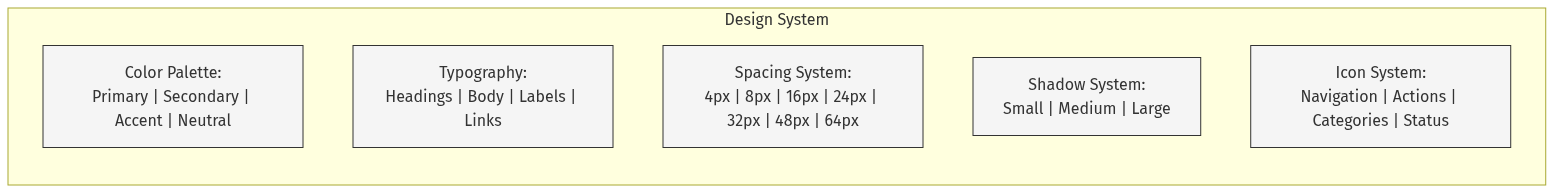 Design System
Color Palette:
Primary | Secondary |
Accent | Neutral
Typography:
Headings | Body | Labels |
Links
Spacing System:
4px | 8px | 16px | 24px |
32px | 48px | 64px
Shadow System:
Small | Medium | Large
Icon System:
Navigation | Actions |
Categories | Status